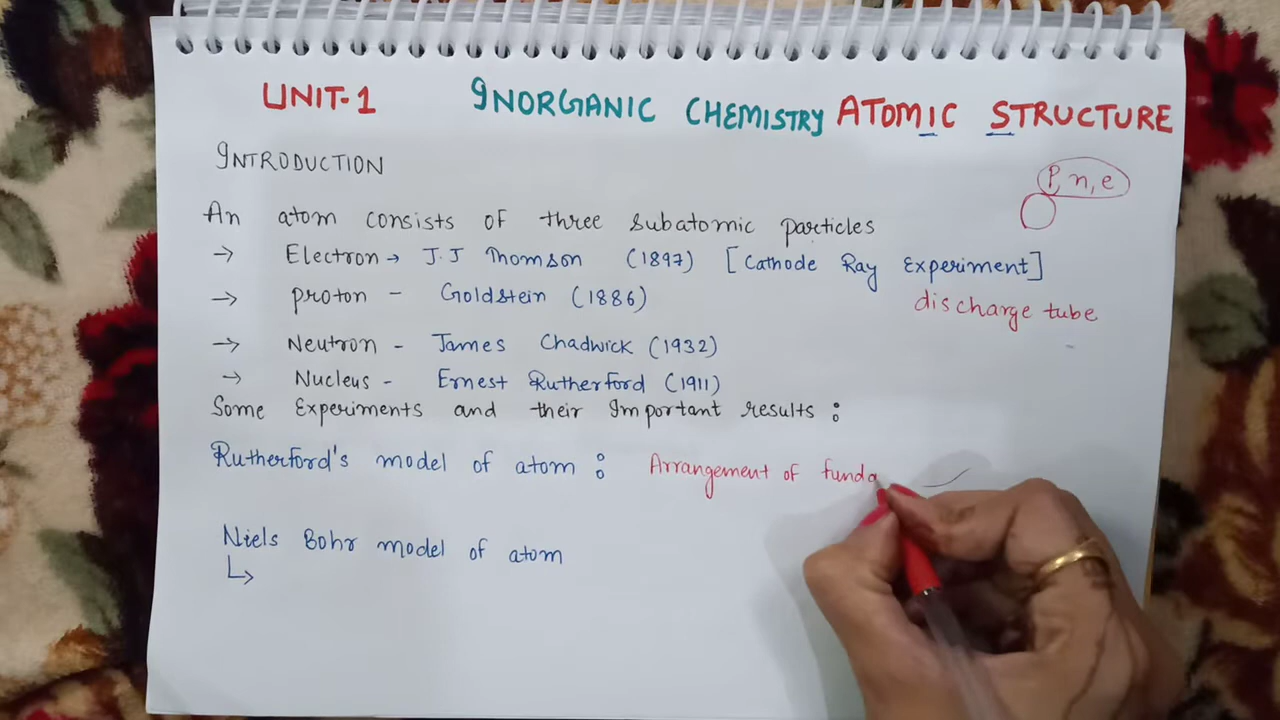 UNIT-1 INORGANIC CHEMISTRY ATOMIC STRUCTURE
INTRODUCTION
P, n, e
An atom consists of three subatomic particles
→ Electron → J.J Thomson (1897) [Cathode Ray Experiment]
→ Proton - Goldstein (1886)
discharge tube
→ Neutron - James Chadwick (1932)
→ Nucleus - Ernest Rutherford (1911)
Some Experiments and their Important results :
Rutherford's model of atom : Arrangement of funda
Niels Bohr model of atom